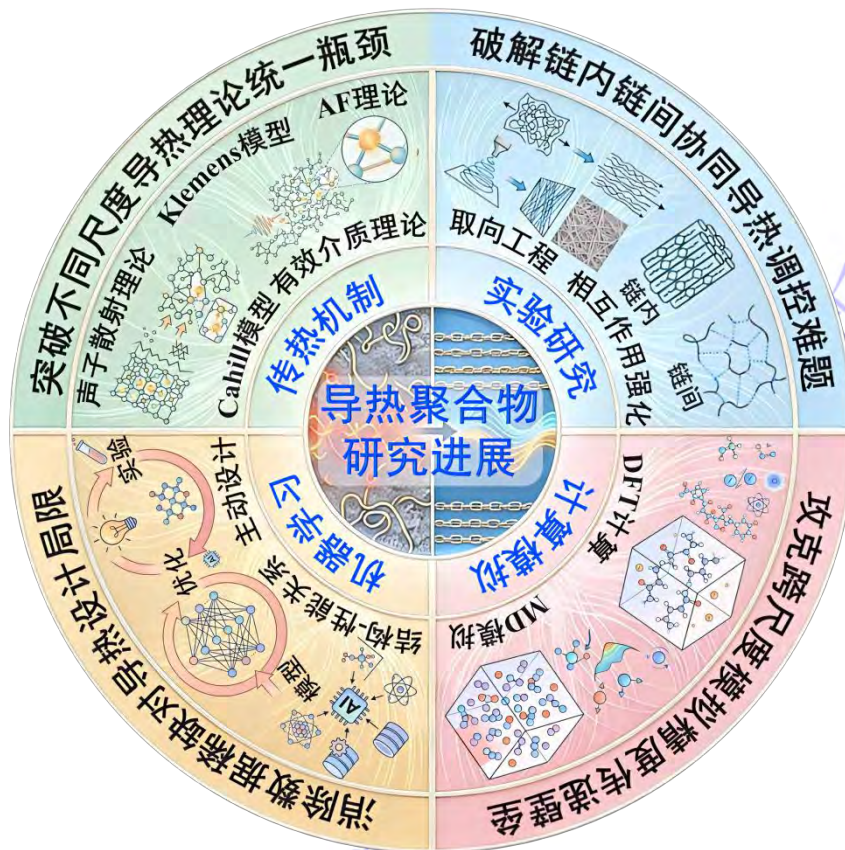 导热聚合物
研究进展
传热机制
实验研究
计算模拟
机器学习
突破不同尺度导热理论统一瓶颈
声子散射理论
Klemens模型
AF理论
Cahill模型
有效介质理论
破解链内链间协同导热调控难题
取向工程
相互作用强化
链内
链间
攻克跨尺度模拟精度传递壁垒
DFT计算
MD模拟
消除数据稀缺对导热设计局限
实验
优化
主动设计
结构-性能关系
模型
AI
AI